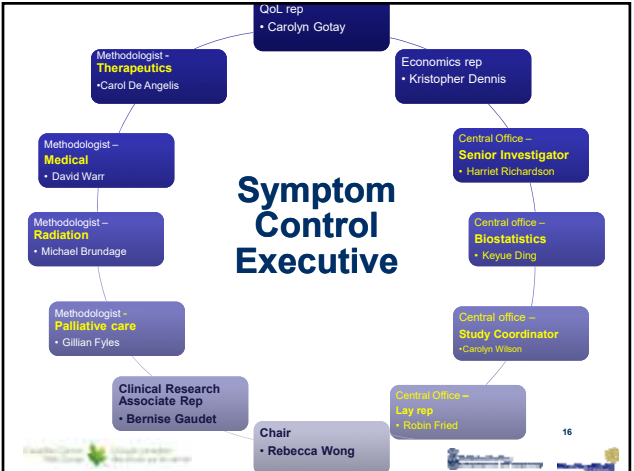 QoL rep
• Carolyn Gotay
Economics rep
• Kristopher Dennis
Central Office –
Senior Investigator
• Harriet Richardson
Central office –
Biostatistics
• Keyue Ding
Central office –
Study Coordinator
•Carolyn Wilson
Central Office –
Lay rep
• Robin Fried
Chair
• Rebecca Wong
Clinical Research
Associate Rep
• Bernise Gaudet
Methodologist -
Palliative care
• Gillian Fyles
Methodologist –
Radiation
• Michael Brundage
Methodologist –
Medical
• David Warr
Methodologist -
Therapeutics
•Carol De Angelis
Symptom
Control
Executive
16